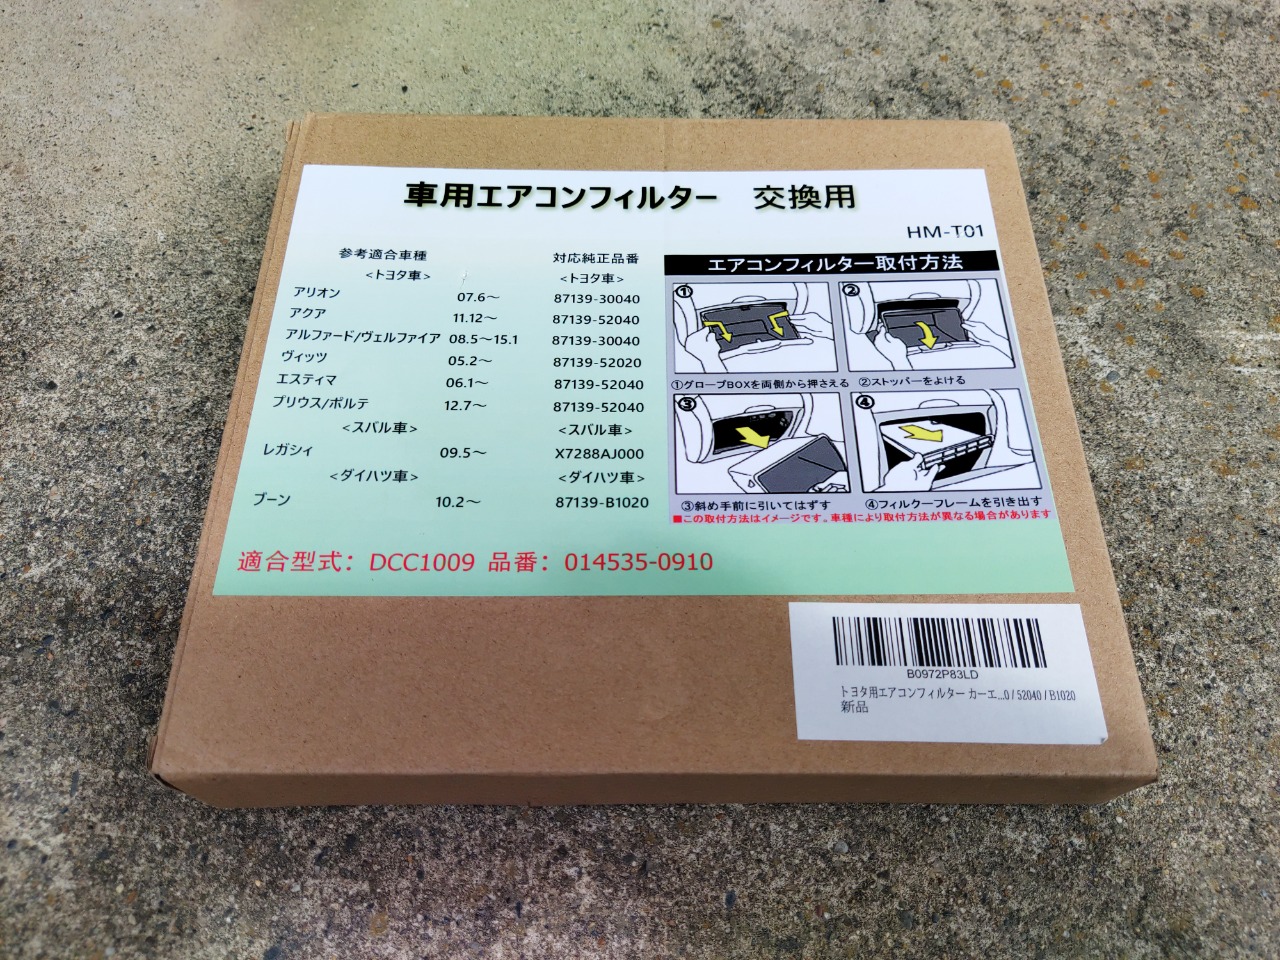 車用エアコンフィルター 交換用
HM-T01
参考適合車種 対応純正品番
<トヨタ車> <トヨタ車>
アリオン 07.6～ 87139-30040
アクア 11.12～ 87139-52040
アルファード/ヴェルファイア 08.5～15.1 87139-30040
ヴィッツ 05.2～ 87139-52020
エスティマ 06.1～ 87139-52040
プリウス/ポルテ 12.7～ 87139-52040
<スバル車> <スバル車>
レガシィ 09.5～ X7288AJ000
<ダイハツ車> <ダイハツ車>
ブーン 10.2～ 87139-B1020
エアコンフィルター取付方法
① ②
①グローブBOXを両側から押さえる ②ストッパーをよける
③ ④
③斜め手前に引いてはずす ④フィルクーフレームを引き出す
■この取付方法はイメージです。車種により取付方法が異なる場合があります
適合型式：DCC1009 品番：014535-0910
B0972P83LD
トヨタ用エアコンフィルター カーエ...0 / 52040 / B1020
新品